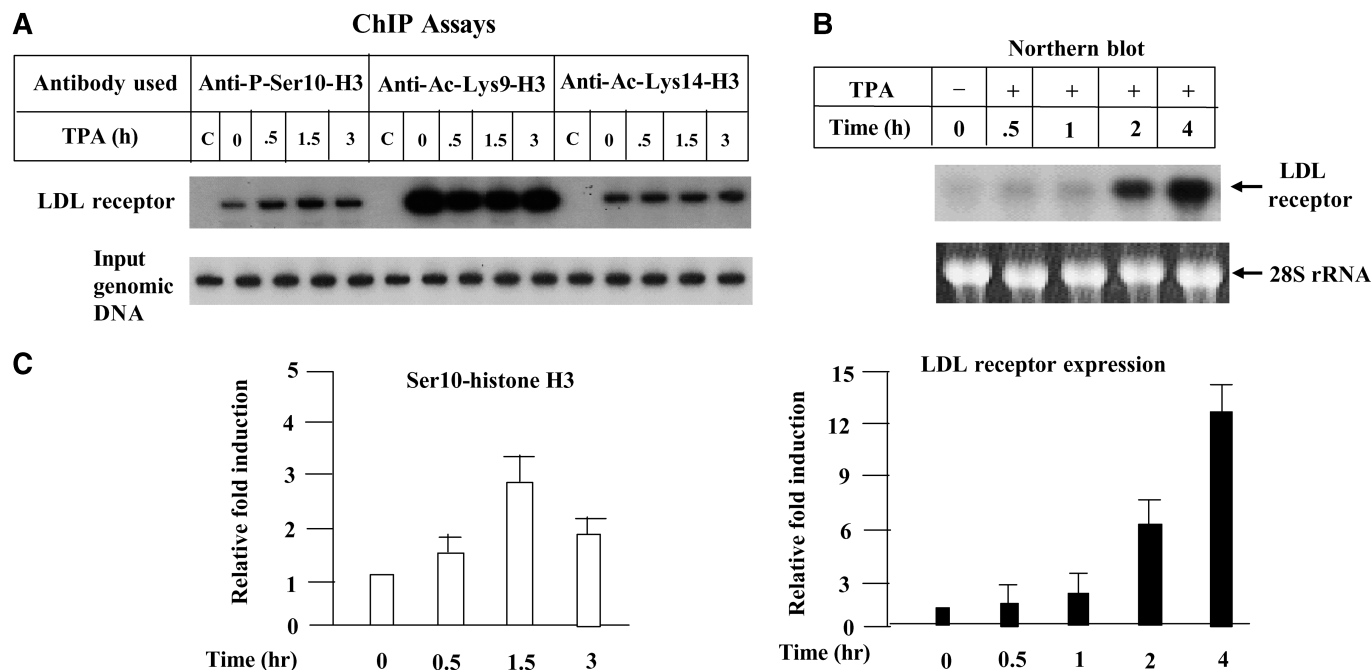 A
ChIP Assays
Antibody used Anti-P-Ser10-H3 Anti-Ac-Lys9-H3 Anti-Ac-Lys14-H3
TPA (h) C 0 .5 1.5 3 C 0 .5 1.5 3 C 0 .5 1.5 3
LDL receptor
Input
genomic
DNA
B
Northern blot
TPA − + + + +
Time (h) 0 .5 1 2 4
LDL
receptor
28S rRNA
C
Ser10-histone H3
Relative fold induction
5
4
3
2
1
0
Time (hr) 0 0.5 1.5 3
LDL receptor expression
Relative fold induction
15
12
9
6
3
0
Time (hr) 0 0.5 1 2 4